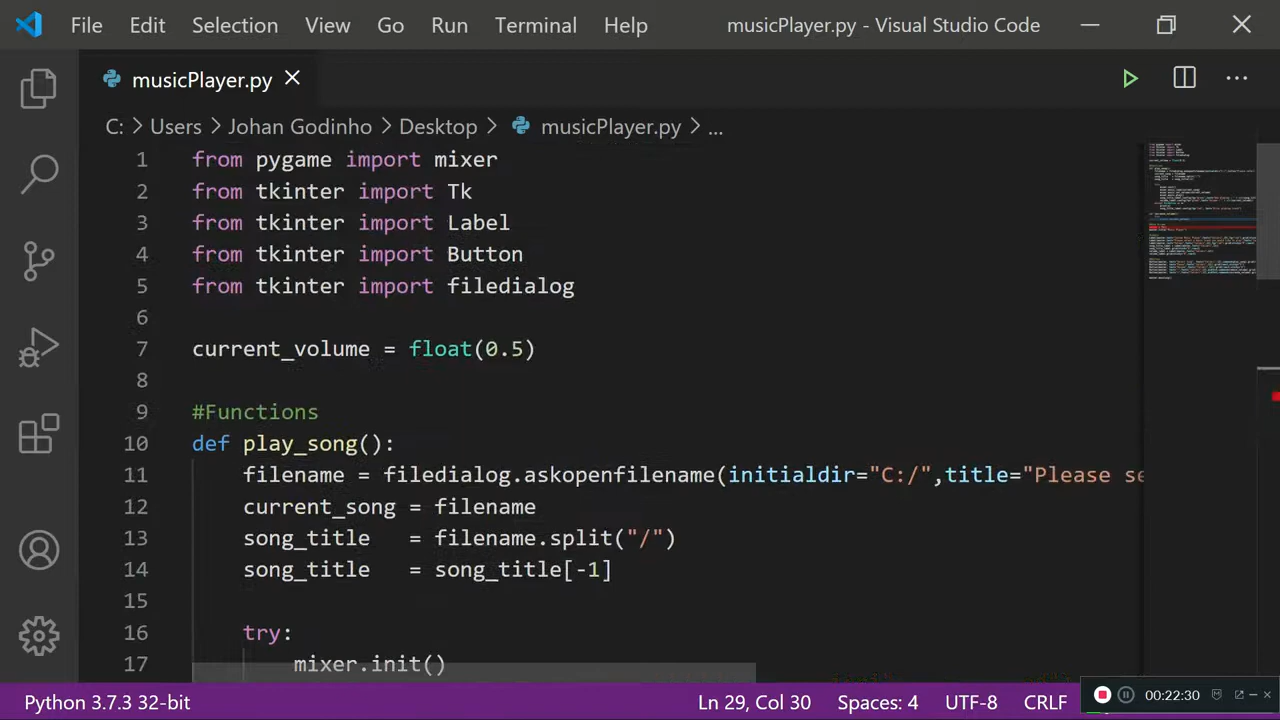 File Edit Selection View Go Run Terminal Help musicPlayer.py - Visual Studio Code
musicPlayer.py
C: > Users > Johan Godinho > Desktop > musicPlayer.py > ...
1 from pygame import mixer
2 from tkinter import Tk
3 from tkinter import Label
4 from tkinter import Button
5 from tkinter import filedialog
6
7 current_volume = float(0.5)
8
9 #Functions
10 def play_song():
11 filename = filedialog.askopenfilename(initialdir="C:/",title="Please se
12 current_song = filename
13 song_title = filename.split("/")
14 song_title = song_title[-1]
15
16 try:
17 mixer.init()
Python 3.7.3 32-bit Ln 29, Col 30 Spaces: 4 UTF-8 CRLF 00:22:30